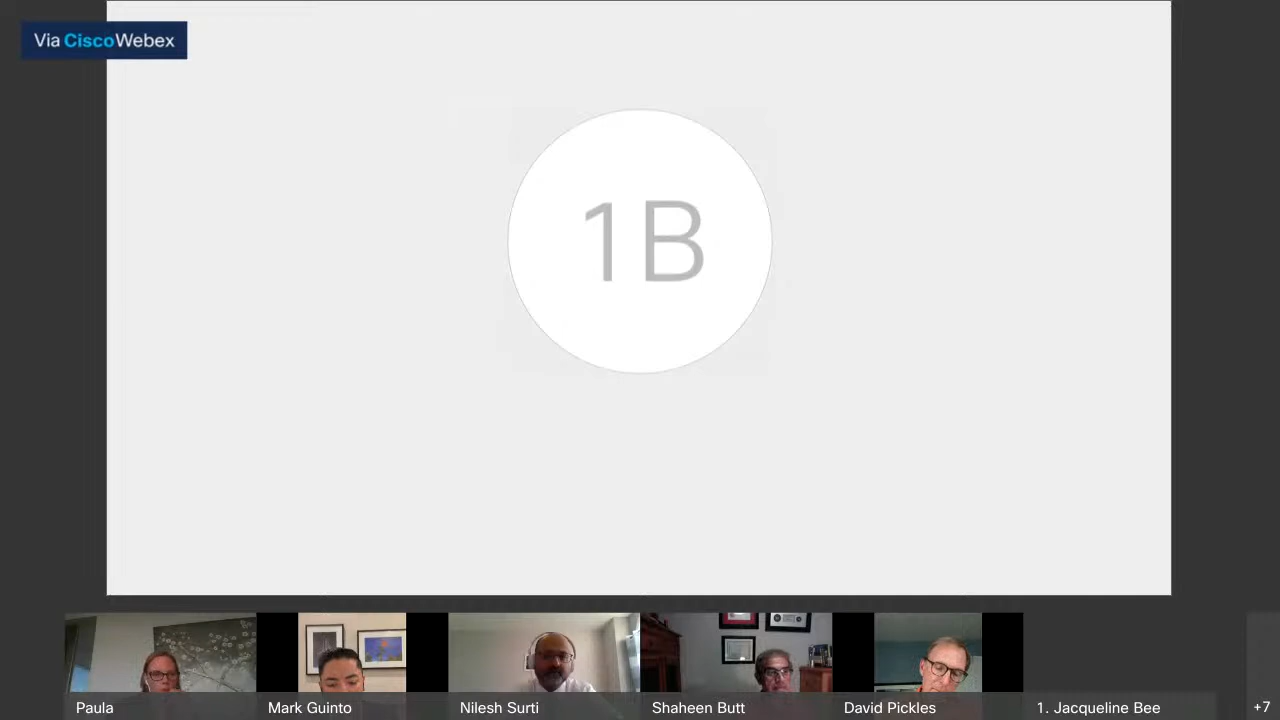 Via CiscoWebex
1B
Paula
Mark Guinto
Nilesh Surti
Shaheen Butt
David Pickles
1. Jacqueline Bee
+7